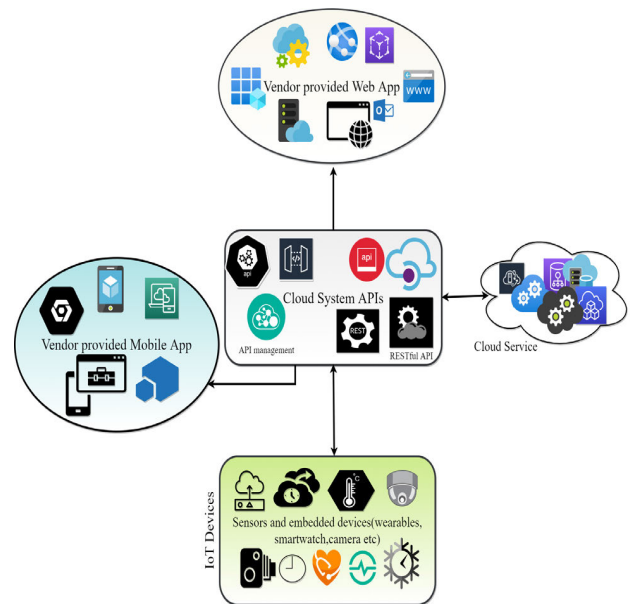 Vendor provided Web App
www
api
api
Cloud System APIs
REST
API management
RESTful API
Cloud Service
Vendor provided Mobile App
IoT Devices
°C
Sensors and embedded devices(wearables,
smartwatch,camera etc)